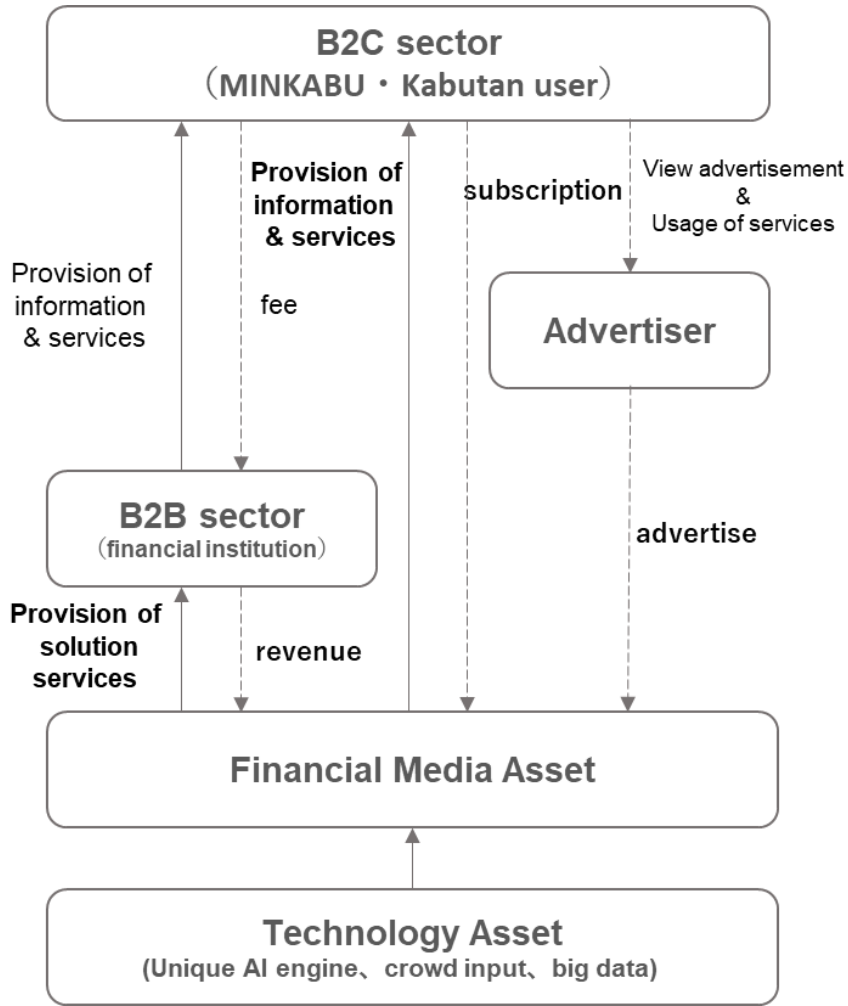 B2C sector
（MINKABU・Kabutan user）
Provision of
information
& services
subscription
View advertisement
&
Usage of services
Provision of
information
& services
fee
Advertiser
B2B sector
（financial institution）
advertise
Provision of
solution
services
revenue
Financial Media Asset
Technology Asset
(Unique AI engine、crowd input、big data)